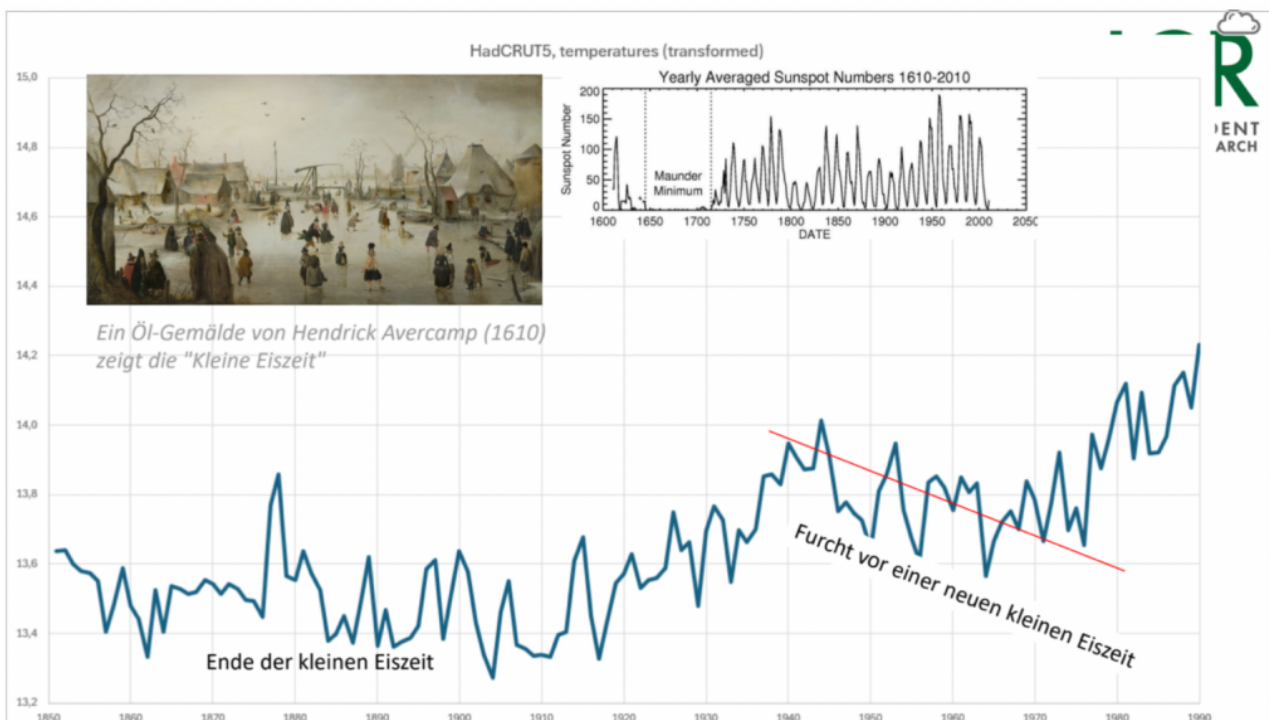 HadCRUT5, temperatures (transformed)
R
DENT
ARCH
15,0
14,8
14,6
14,4
14,2
14,0
13,8
13,6
13,4
13,2
Yearly Averaged Sunspot Numbers 1610-2010
Sunspot Number
200
150
100
50
0
Maunder
Minimum
1600 1650 1700 1750 1800 1850 1900 1950 2000
DATE
Ein Öl-Gemälde von Hendrick Avercamp (1610)
zeigt die "Kleine Eiszeit"
Furcht vor einer neuen kleinen Eiszeit
Ende der kleinen Eiszeit
1850 1860 1870 1880 1890 1900 1910 1920 1930 1940 1950 1960 1970 1980 1990